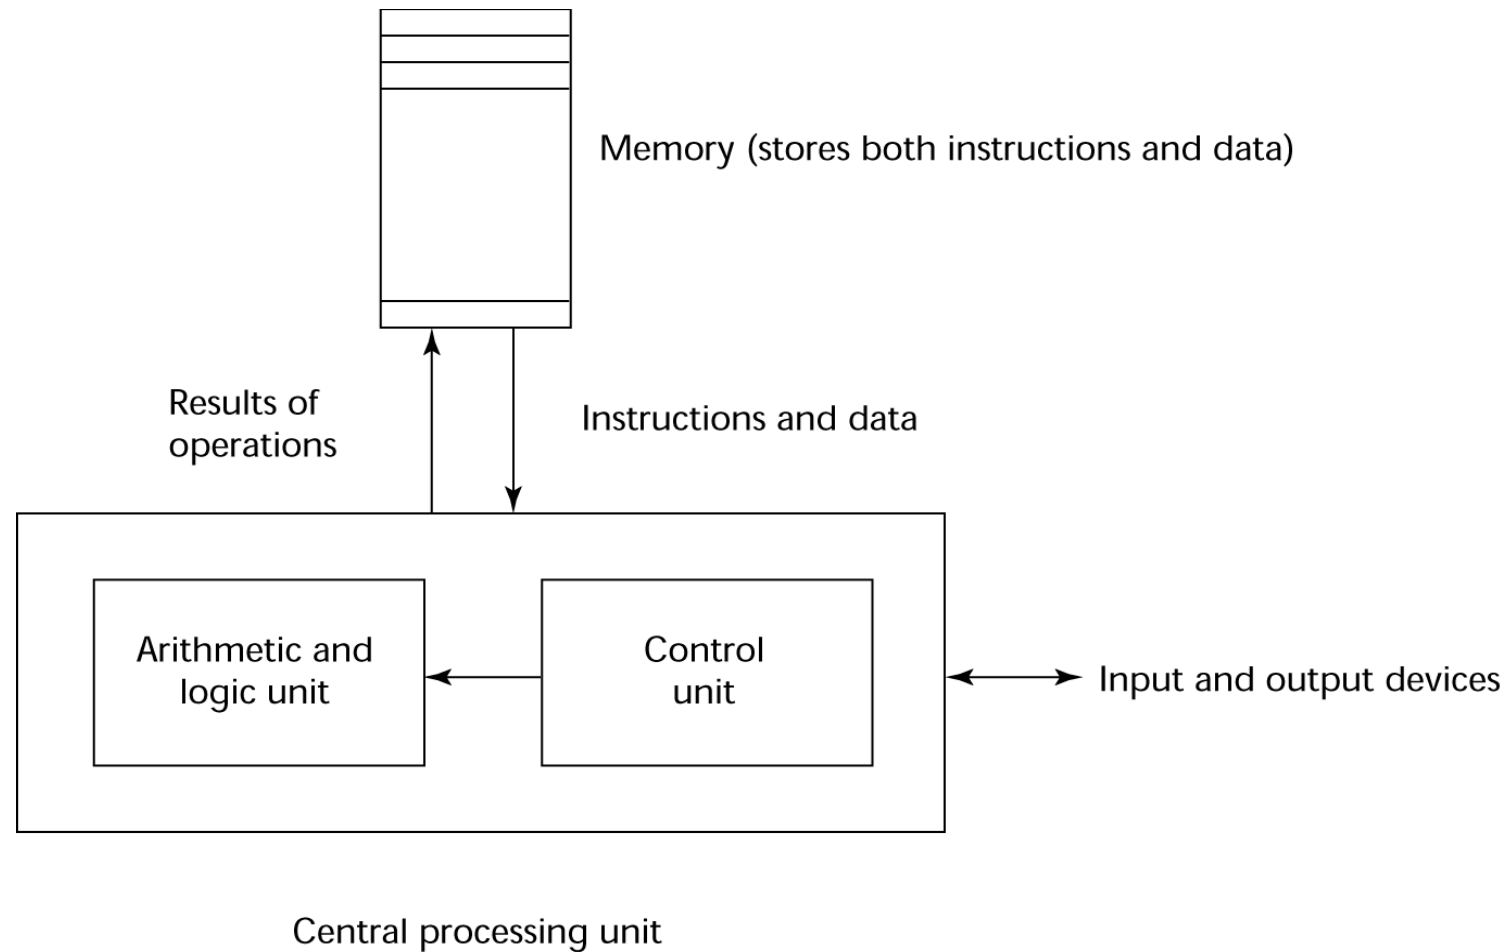 Memory (stores both instructions and data)
Results of
operations
Instructions and data
Arithmetic and
logic unit
Control
unit
Input and output devices
Central processing unit